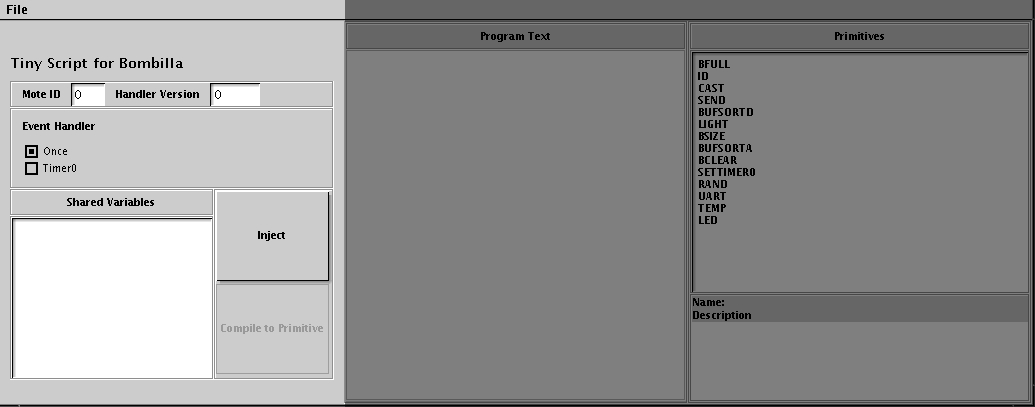 File
Tiny Script for Bombilla
Mote ID 0 Handler Version 0
Event Handler
Once
Timer0
Shared Variables
Inject
Compile to Primitive
Program Text
Primitives
BFULL
ID
CAST
SEND
BUFSORTD
LIGHT
BSIZE
BUFSORTA
BCLEAR
SETTIMER0
RAND
UART
TEMP
LED
Name:
Description